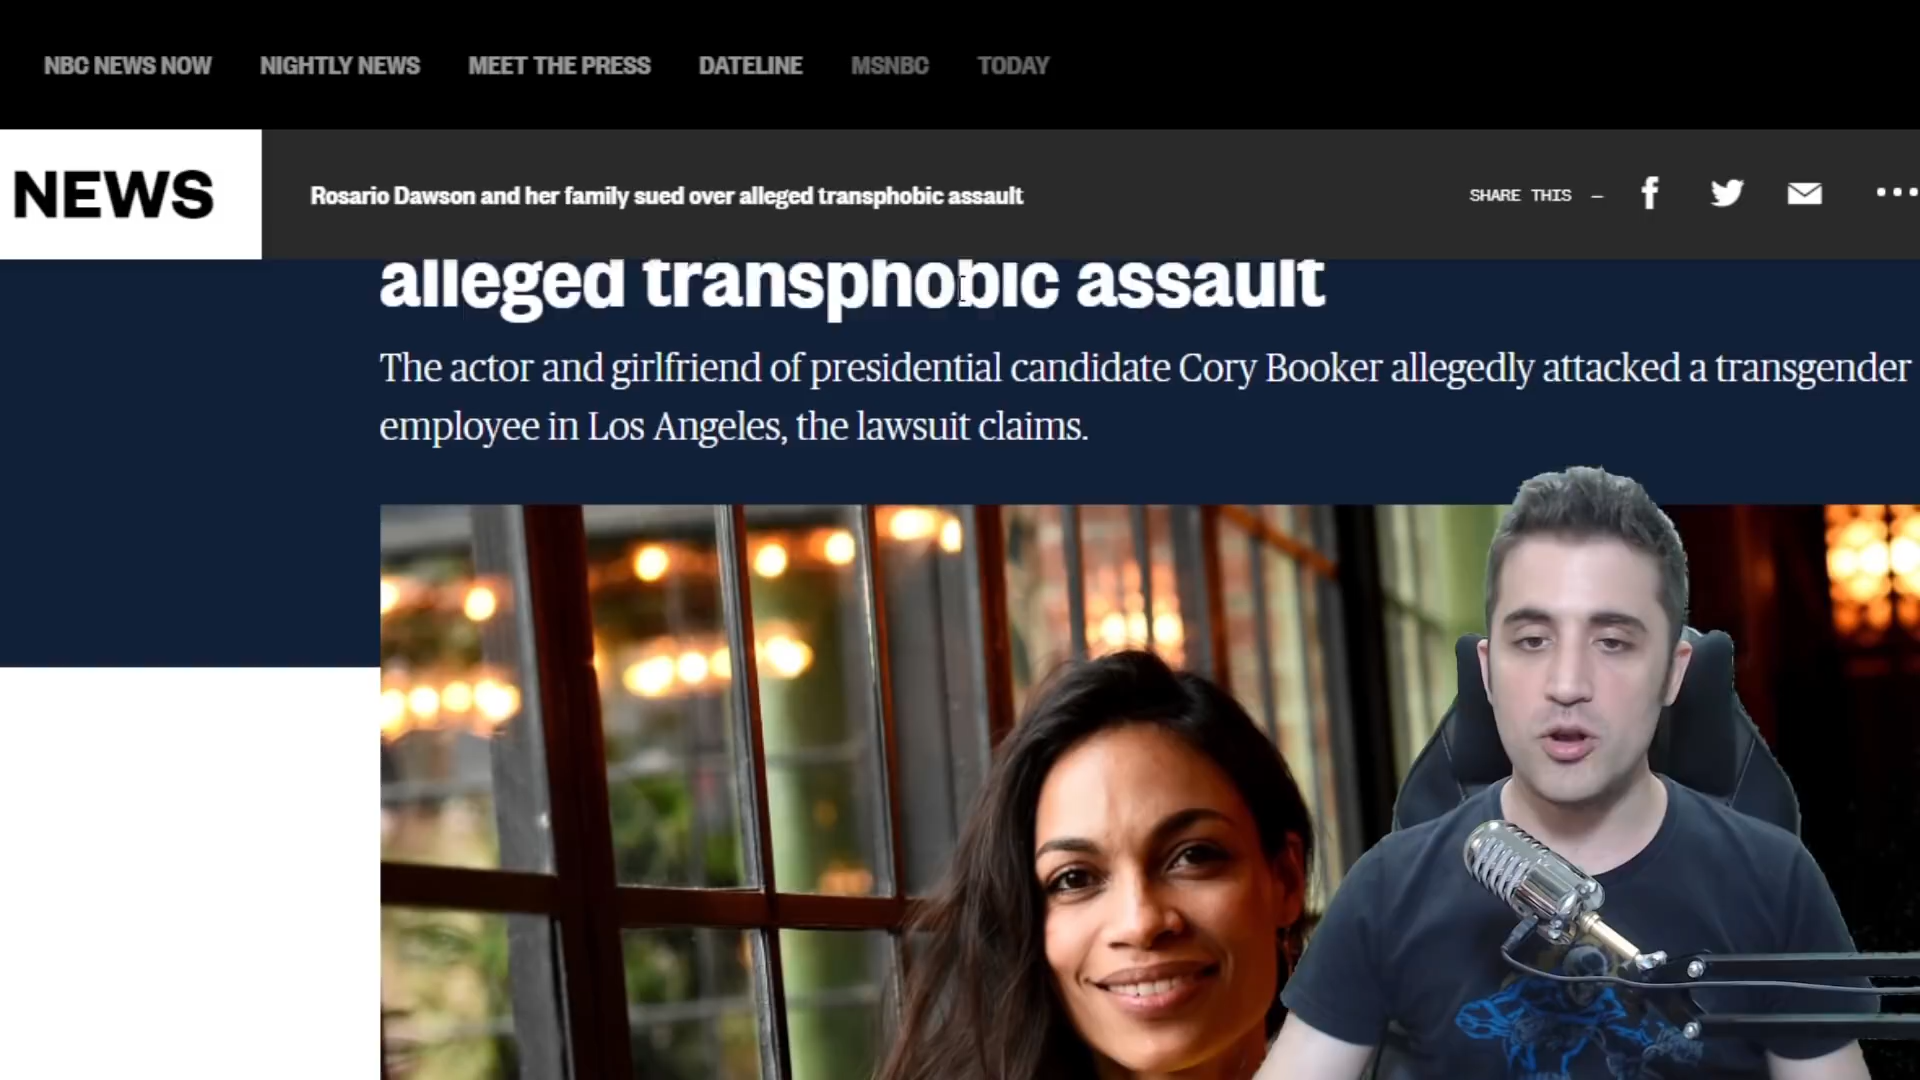 NBC NEWS NOW NIGHTLY NEWS MEET THE PRESS DATELINE MSNBC TODAY
NEWS Rosario Dawson and her family sued over alleged transphobic assault SHARE THIS –
alleged transphobic assault
The actor and girlfriend of presidential candidate Cory Booker allegedly attacked a transgender
employee in Los Angeles, the lawsuit claims.